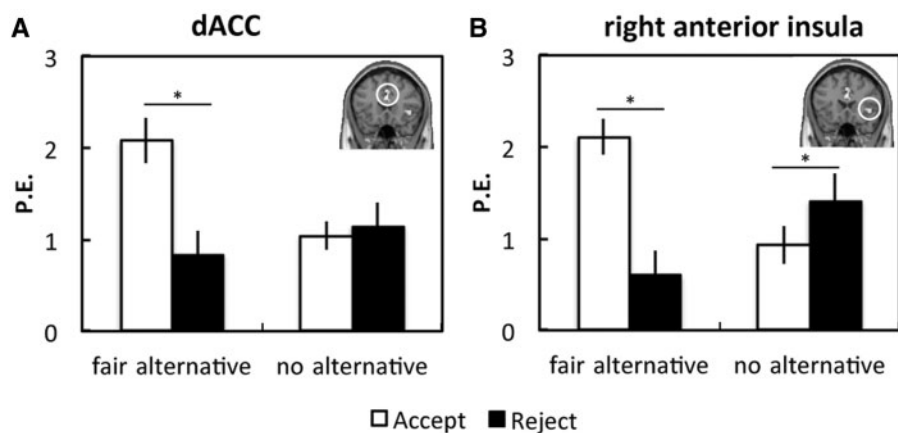 A dACC
3
2
1
0
P.E.
*
fair alternative no alternative
B right anterior insula
3
2
1
0
P.E.
*
*
fair alternative no alternative
Accept Reject